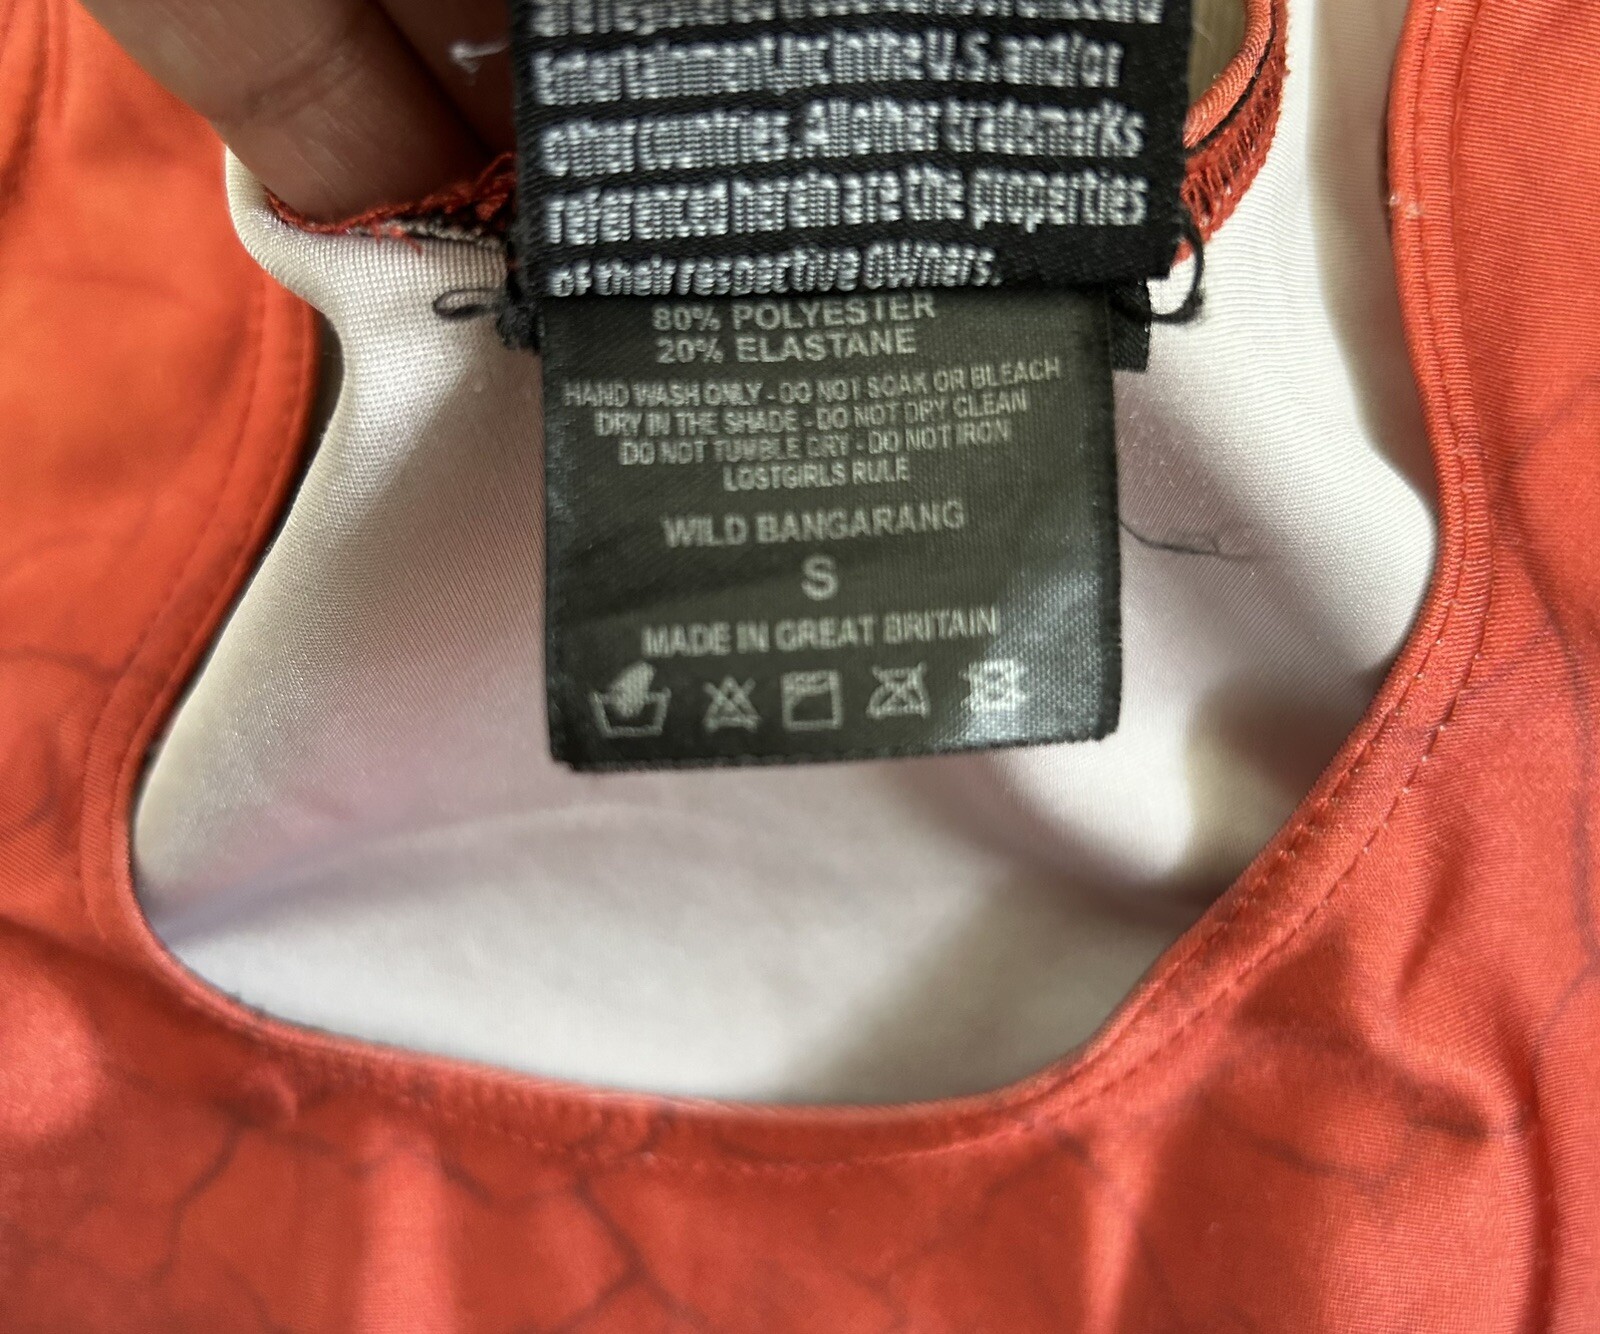 Entertainment, Inc in the U.S. and/or
other countries. All other trademarks
referenced herein are the properties
of their respective owners.
80% POLYESTER
20% ELASTANE
HAND WASH ONLY - DO NOT SOAK OR BLEACH
DRY IN THE SHADE - DO NOT DRY CLEAN
DO NOT TUMBLE DRY - DO NOT IRON
LOSTGIRLS RULE
WILD BANGARANG
S
MADE IN GREAT BRITAIN